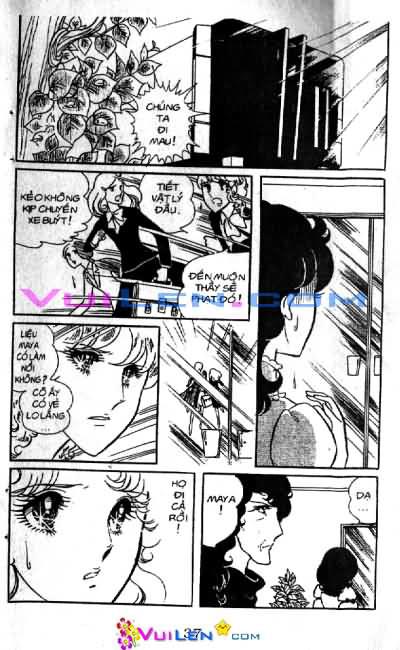 CHÚNG
TA
ĐI
MAU!
KẺO KHÔNG
KỊP CHUYẾN
XE BUÝT!
TIẾT
VẬT LÝ
ĐẦU.
ĐẾN MUỘN
THẦY SẼ
PHẠT ĐÓ!
VUILEN.COM
LIỆU
MAYA
CÓ LÀM
NỔI
KHÔNG?
CÔ ẤY
CÓ VẺ
LO LẮNG
...
HỌ
ĐI
CẢ
RỒI!
MAYA!
DẠ
...
37
VUILEN.COM